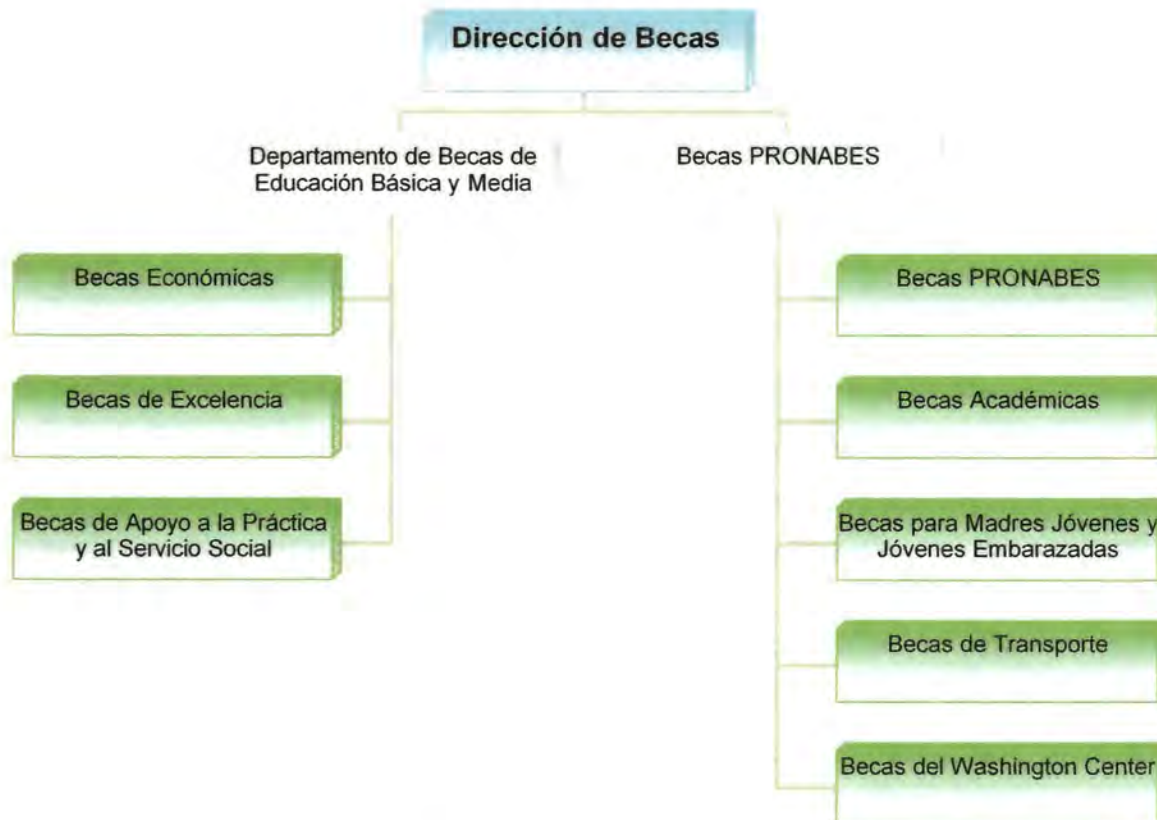 Dirección de Becas
Departamento de Becas de
Educación Básica y Media
Becas PRONABES
Becas Económicas
Becas de Excelencia
Becas de Apoyo a la Práctica
y al Servicio Social
Becas PRONABES
Becas Académicas
Becas para Madres Jóvenes y
Jóvenes Embarazadas
Becas de Transporte
Becas del Washington Center